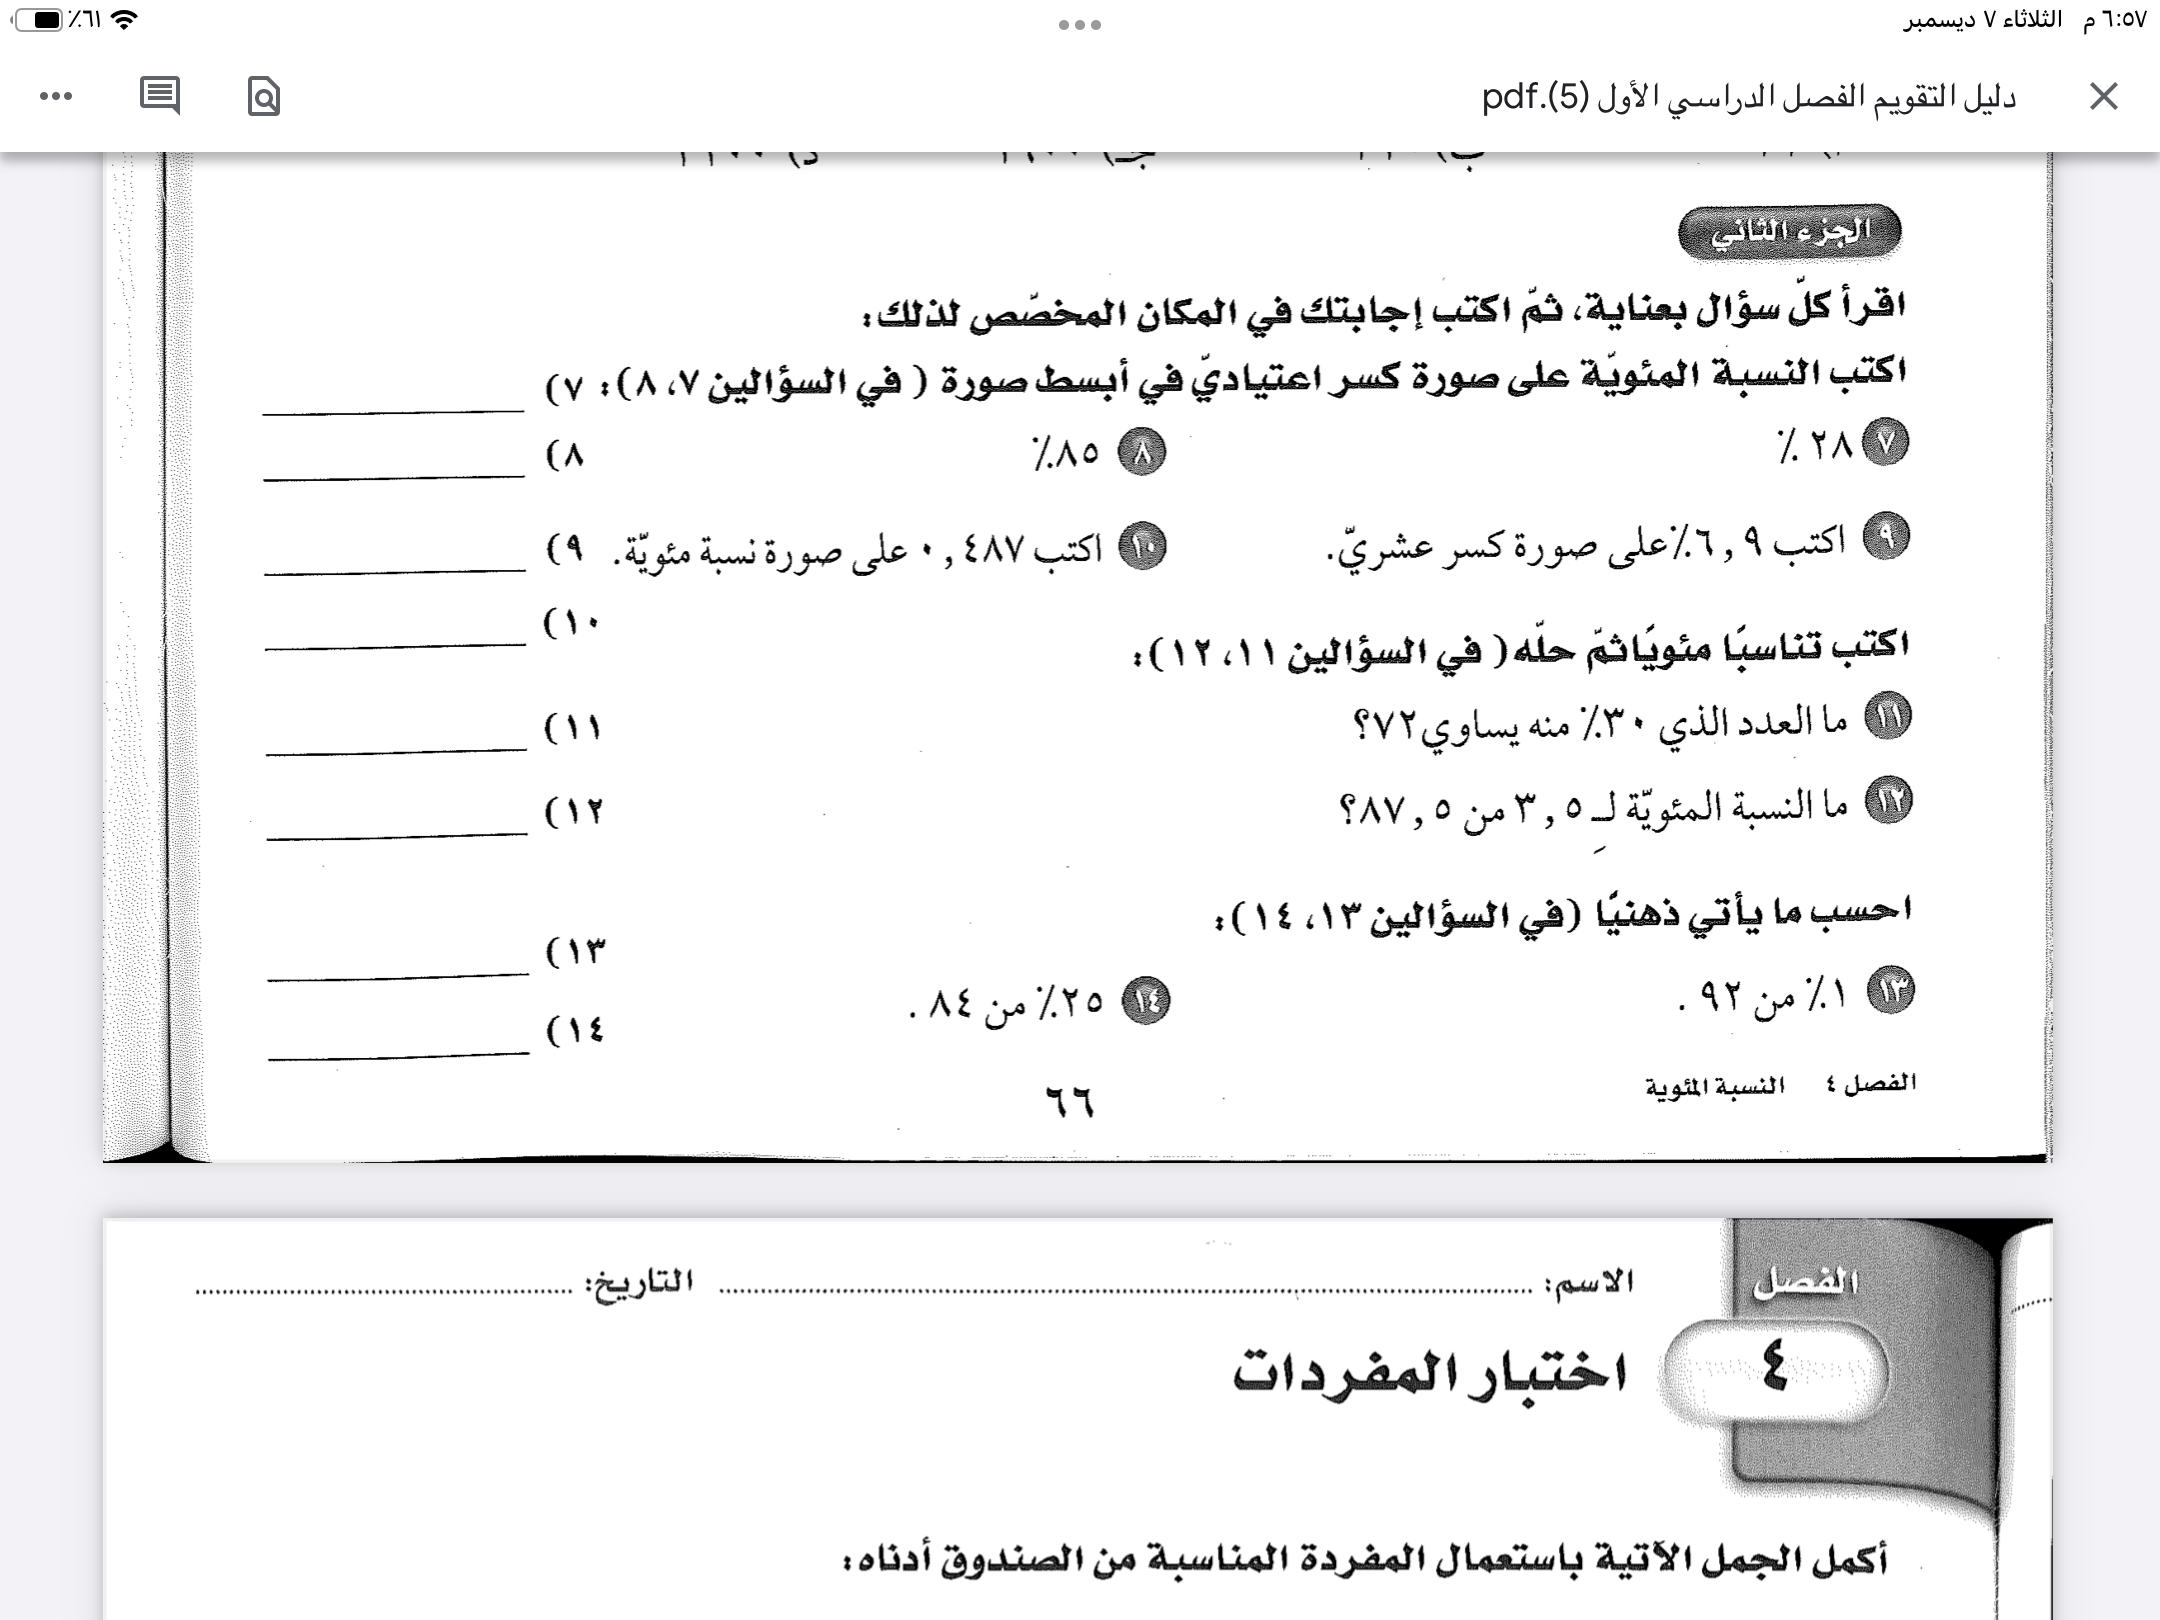 ٦:٥٧ م الثلاثاء ٧ ديسمبر
٪٦١
دليل التقويم الفصل الدراسي الأول (5).pdf
الجزء الثاني
اقرأ كلّ سؤال بعناية، ثمّ اكتب إجابتك في المكان المخصّص لذلك:
اكتب النسبة المئويّة على صورة كسر اعتياديّ في أبسط صورة ( في السؤالين ٧، ٨):
٧)
٧ ٢٨ ٪
٨ ٨٥٪
٨)
٩ اكتب ٦,٩٪ على صورة كسر عشريّ.
١٠ اكتب ٠,٤٨٧ على صورة نسبة مئويّة.
٩)
١٠)
اكتب تناسبًا مئويًا ثمّ حلّه ( في السؤالين ١١، ١٢):
١١ ما العدد الذي ٣٠٪ منه يساوي ٧٢؟
١١)
١٢ ما النسبة المئويّة لـ ٣,٥ من ٨٧,٥؟
١٢)
احسب ما يأتي ذهنيًا (في السؤالين ١٣، ١٤):
١٣)
١٣ ١٪ من ٩٢ .
١٤ ٢٥٪ من ٨٤ .
١٤)
الفصل ٤ النسبة المئوية
٦٦
الفصل
٤
الاسم: التاريخ:
اختبار المفردات
أكمل الجمل الآتية باستعمال المفردة المناسبة من الصندوق أدناه: